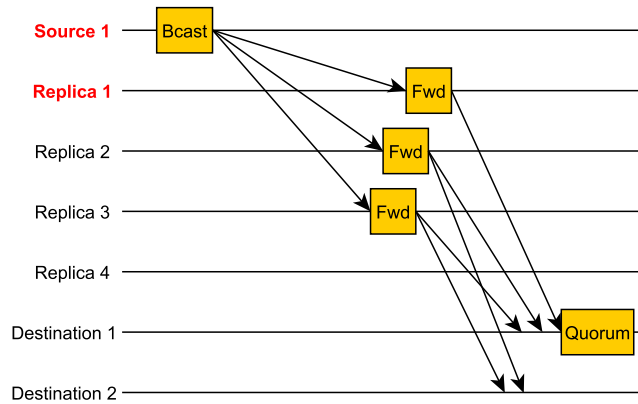 Source 1
Bcast
Replica 1
Fwd
Replica 2
Fwd
Replica 3
Fwd
Replica 4
Destination 1
Quorum
Destination 2